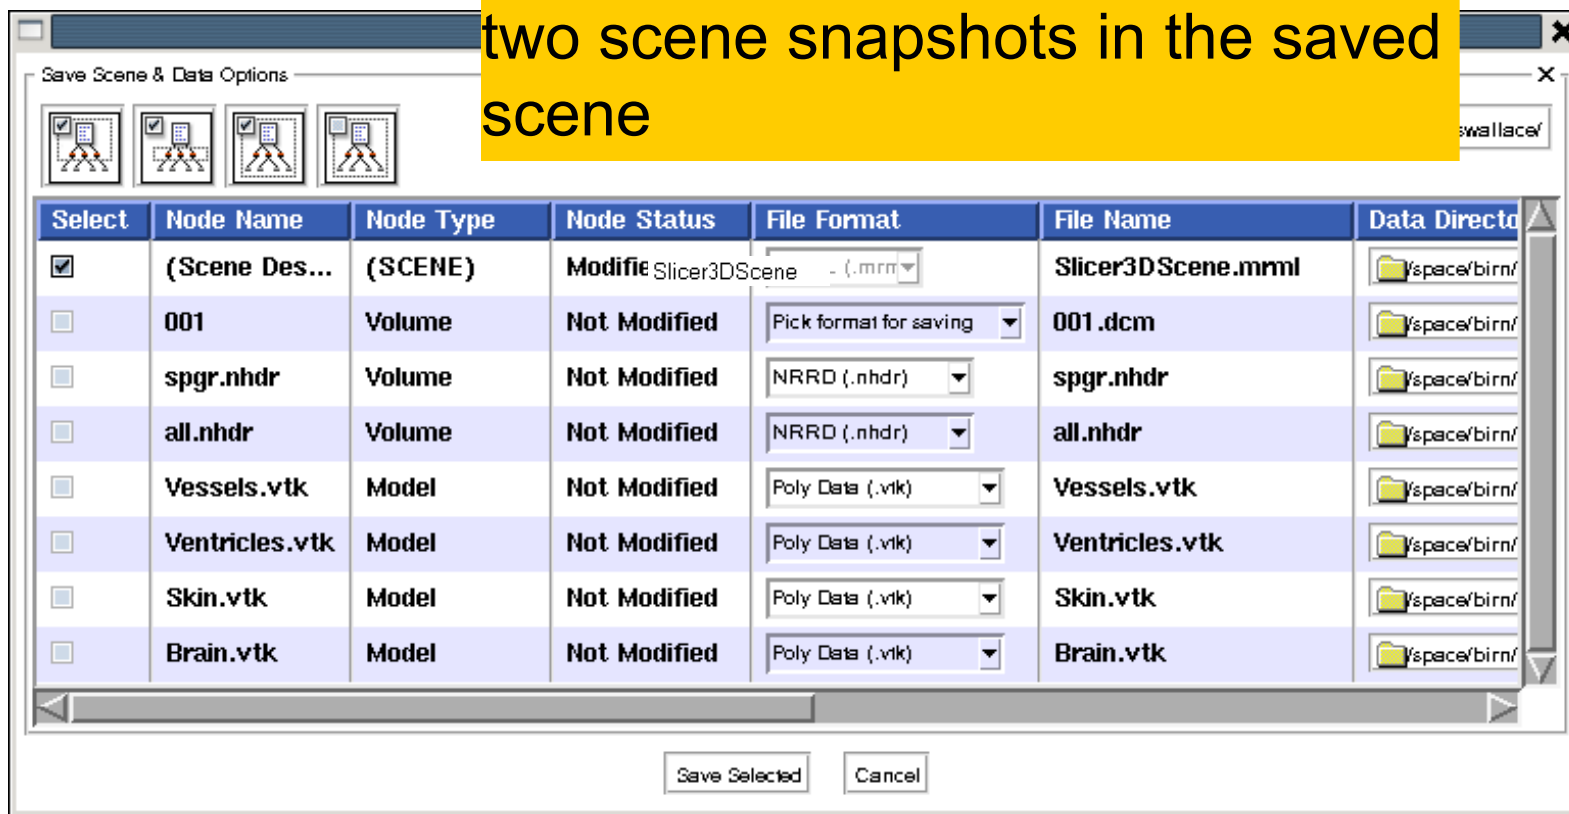 two scene snapshots in the saved
scene
Save Scene & Data Options
swallace/
Select Node Name Node Type Node Status File Format File Name Data Directo
(Scene Des... (SCENE) Modifie Slicer3DScene (.mrm Slicer3DScene.mrml /space/birn/
001 Volume Not Modified Pick format for saving 001.dcm /space/birn/
spgr.nhdr Volume Not Modified NRRD (.nhdr) spgr.nhdr /space/birn/
all.nhdr Volume Not Modified NRRD (.nhdr) all.nhdr /space/birn/
Vessels.vtk Model Not Modified Poly Data (.vtk) Vessels.vtk /space/birn/
Ventricles.vtk Model Not Modified Poly Data (.vtk) Ventricles.vtk /space/birn/
Skin.vtk Model Not Modified Poly Data (.vtk) Skin.vtk /space/birn/
Brain.vtk Model Not Modified Poly Data (.vtk) Brain.vtk /space/birn/
Save Selected Cancel